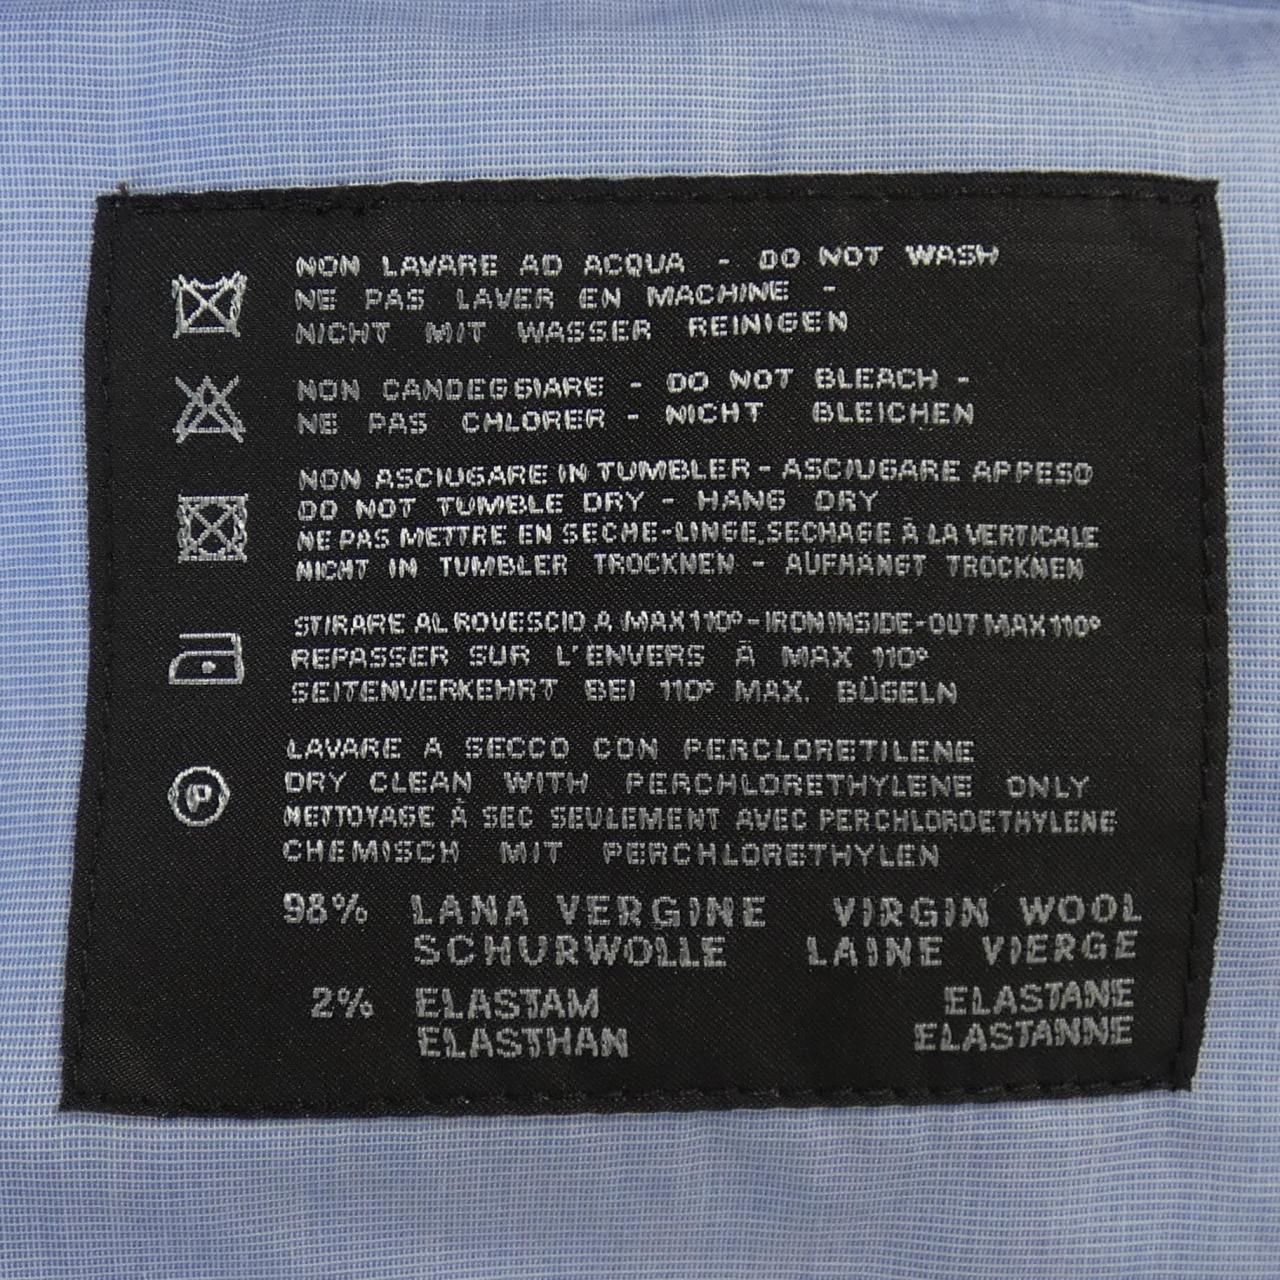 NON LAVARE AD ACQUA - DO NOT WASH
NE PAS LAVER EN MACHINE -
NICHT MIT WASSER REINIGEN
NON CANDEGGIARE - DO NOT BLEACH -
NE PAS CHLORER - NICHT BLEICHEN
NON ASCIUGARE IN TUMBLER - ASCIUGARE APPESO
DO NOT TUMBLE DRY - HANG DRY
NE PAS METTRE EN SECHE-LINGE.SECHAGE À LA VERTICALE
NICHT IN TUMBLER TROCKNEN - AUFHÄNGT TROCKNEN
STIRARE AL ROVESCIO A MAX 110° - IRON INSIDE-OUT MAX 110°
REPASSER SUR L'ENVERS À MAX 110°
SEITENVERKEHRT BEI 110° MAX. BÜGELN
LAVARE A SECCO CON PERCLORETILENE
DRY CLEAN WITH PERCHLORETHYLENE ONLY
P
NETTOYAGE À SEC SEULEMENT AVEC PERCHLOROETHYLENE
CHEMISCH MIT PERCHLORETHYLEN
98% LANA VERGINE VIRGIN WOOL
SCHURWOLLE LAINE VIERGE
2% ELASTAM ELASTANE
ELASTHAN ELASTANNE